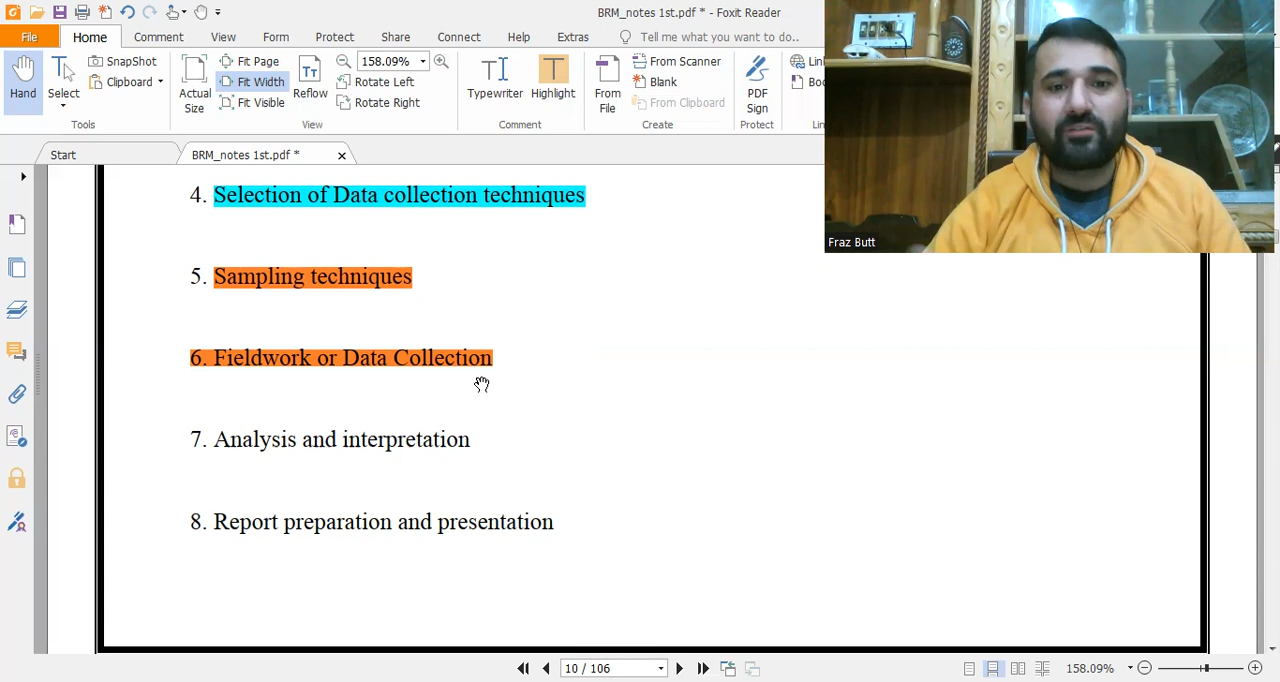 BRM_notes 1st.pdf * - Foxit Reader
File Home Comment View Form Protect Share Connect Help Extras Tell me what you want to do..
Hand
Select
SnapShot
Clipboard
Tools
Actual Size
Fit Page
Fit Width
Fit Visible
Reflow
158.09%
Rotate Left
Rotate Right
View
Typewriter
Highlight
Comment
From File
From Scanner
Blank
From Clipboard
Create
PDF Sign
Protect
Start
BRM_notes 1st.pdf *
Fraz Butt
4. Selection of Data collection techniques
5. Sampling techniques
6. Fieldwork or Data Collection
7. Analysis and interpretation
8. Report preparation and presentation
10 / 106
158.09%